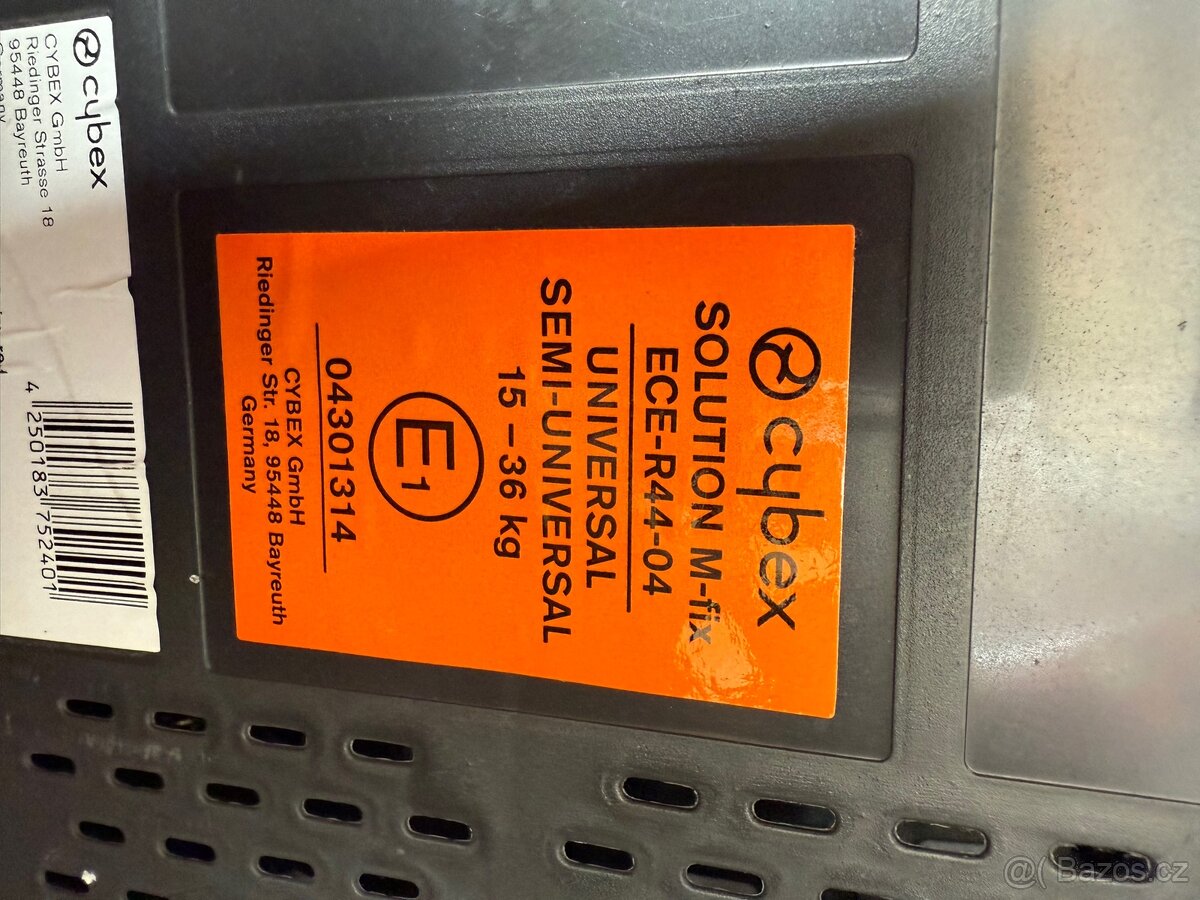 cybex
SOLUTION M-fix
ECE-R44-04
UNIVERSAL
SEMI-UNIVERSAL
15 – 36 kg
E1
04301314
CYBEX GmbH
Riedinger Str. 18, 95448 Bayreuth
Germany
cybex
CYBEX GmbH
Riedinger Strasse 18
95448 Bayreuth
Germany
4 250183 752401
@( Bazos.cz